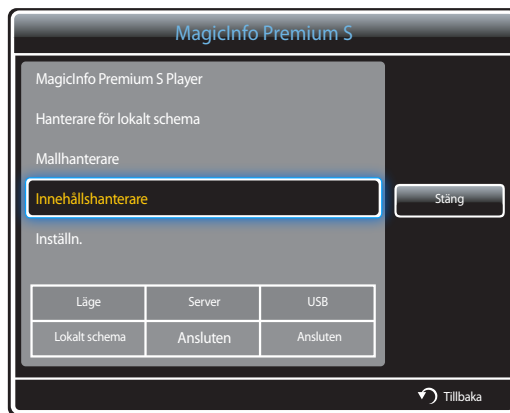 MagicInfo Premium S
MagicInfo Premium S Player
Hanterare för lokalt schema
Mallhanterare
Innehållshanterare
Stäng
Inställn.
Läge Server USB
Lokalt schema Ansluten Ansluten
Tillbaka